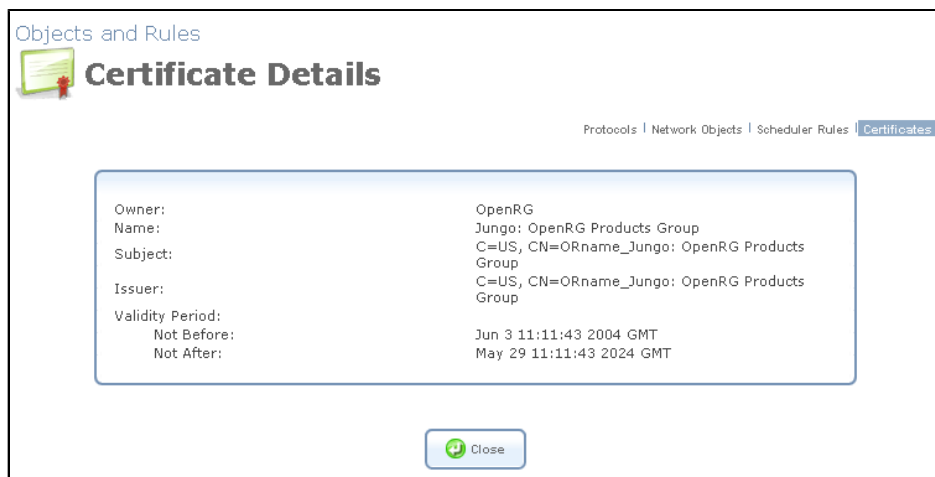 Objects and Rules
Certificate Details
Protocols | Network Objects | Scheduler Rules | Certificates
Owner: OpenRG
Name: Jungo: OpenRG Products Group
Subject: C=US, CN=ORname_Jungo: OpenRG Products
Group
Issuer: C=US, CN=ORname_Jungo: OpenRG Products
Group
Validity Period:
Not Before: Jun 3 11:11:43 2004 GMT
Not After: May 29 11:11:43 2024 GMT
Close